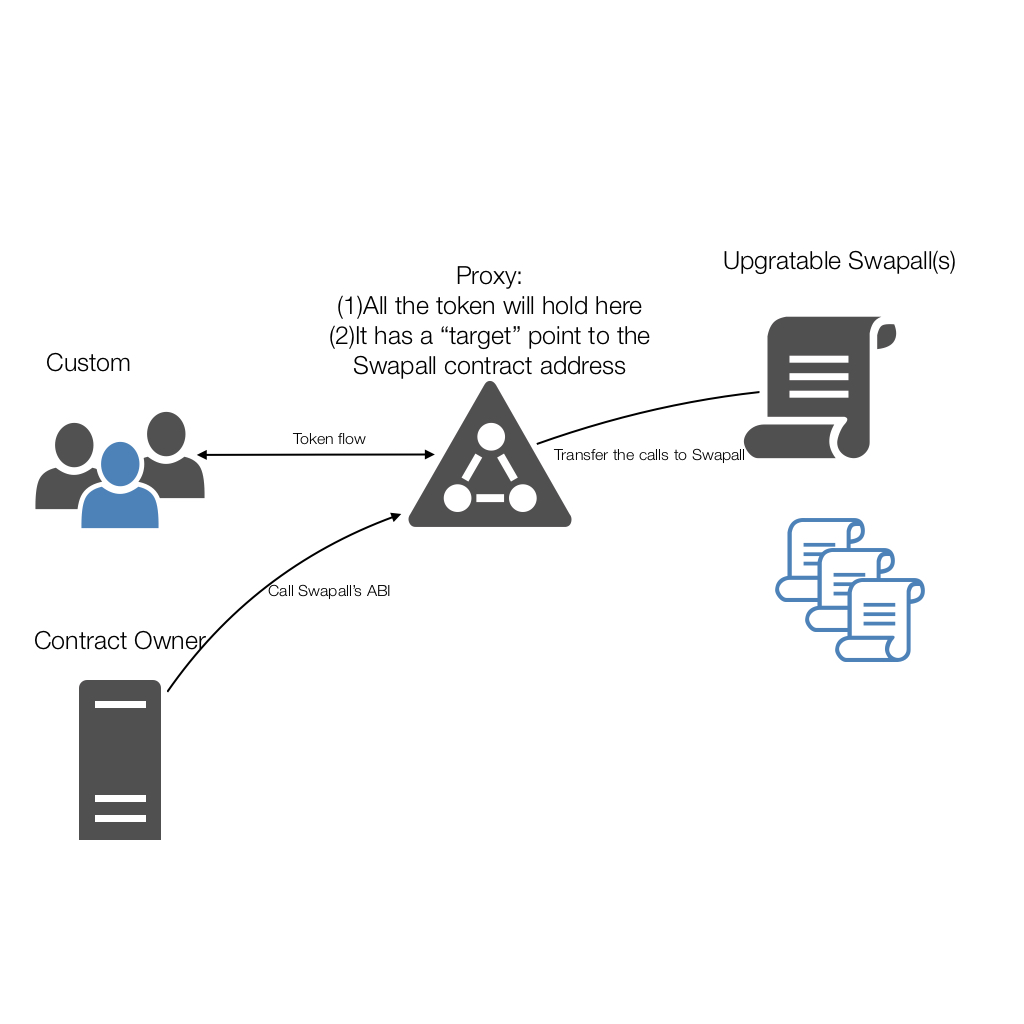 Upgratable Swapall(s)
Proxy:
(1)All the token will hold here
(2)It has a “target” point to the
Swapall contract address
Custom
Token flow
Transfer the calls to Swapall
Call Swapall’s ABI
Contract Owner